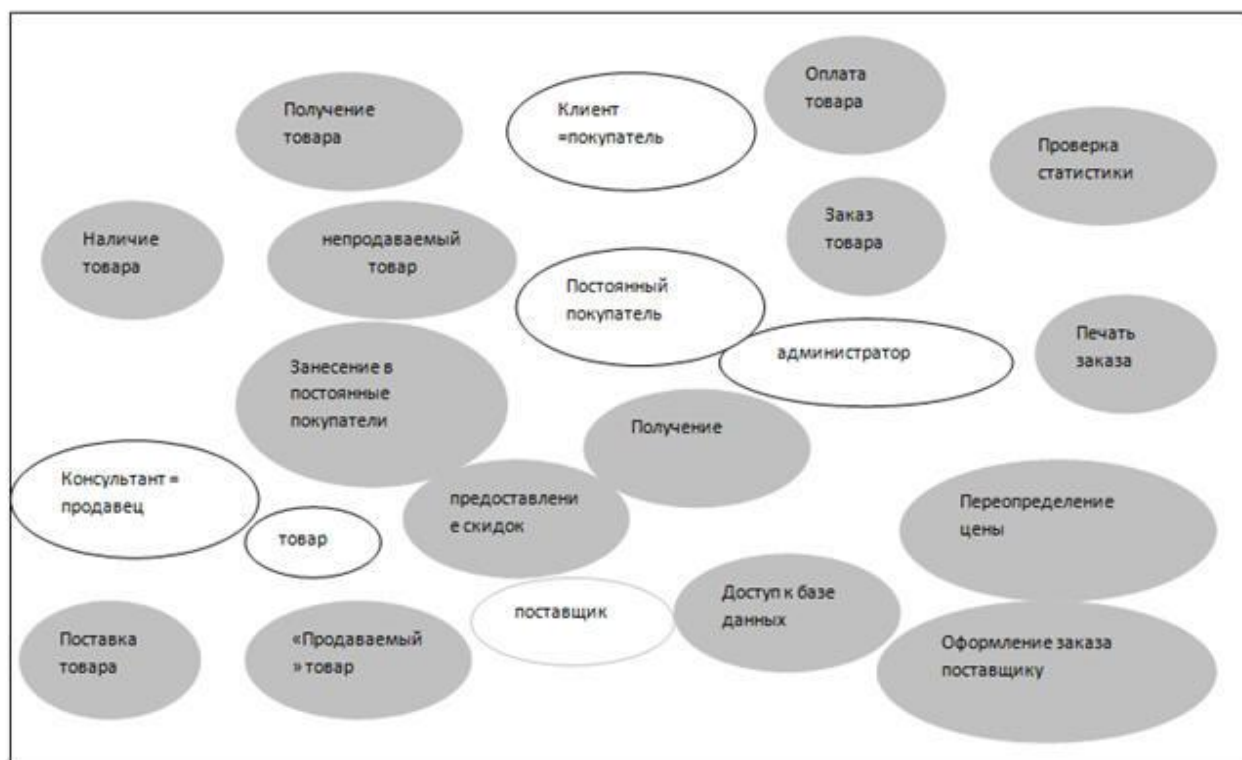 Оплата
товара
Получение
товара
Клиент
=покупатель
Проверка
статистики
Наличие
товара
непродаваемый
товар
Заказ
товара
Постоянный
покупатель
администратор
Печать
заказа
Занесение в
постоянные
покупатели
Получение
Консультант =
продавец
товар
предоставлени
е скидок
Переопределение
цены
поставщик
Доступ к базе
данных
Поставка
товара
«Продаваемый
» товар
Оформление заказа
поставщику